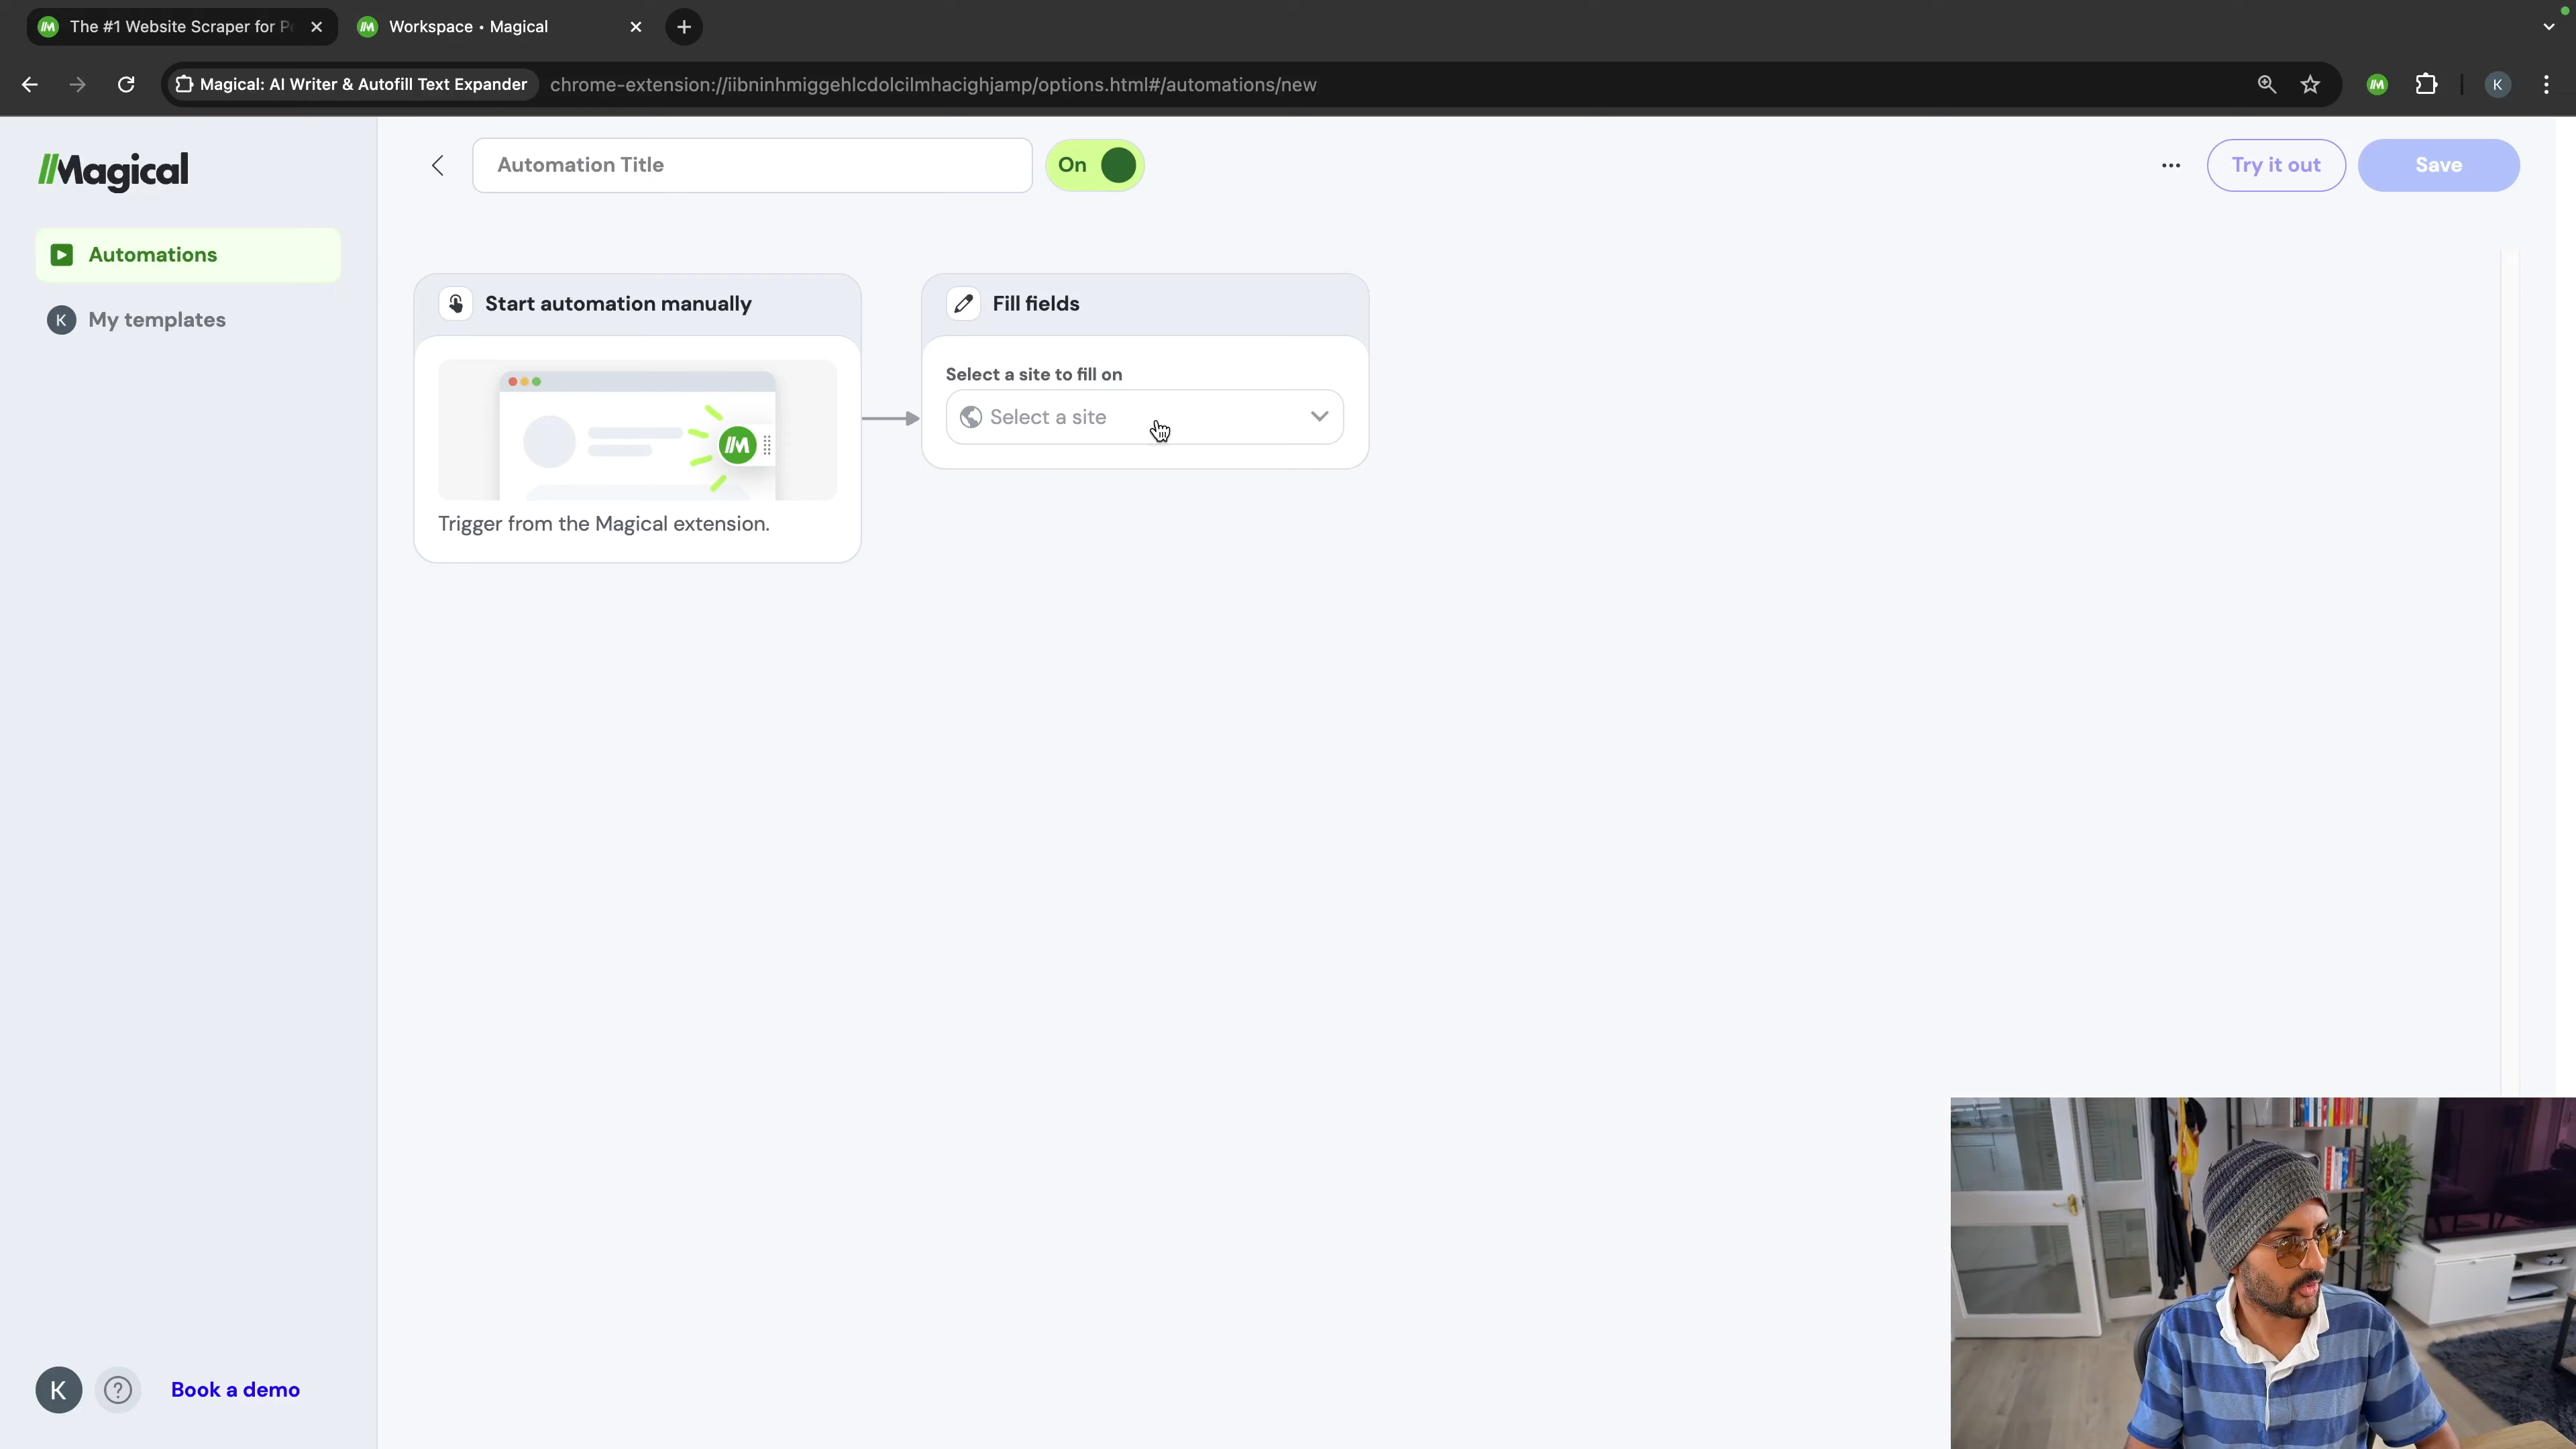 The #1 Website Scraper for Pe
Workspace • Magical
Magical: AI Writer & Autofill Text Expander
chrome-extension://iibninhmiggehlcdolcilmhacighjamp/options.html#/automations/new
K
Magical
Automation Title
On
Try it out
Save
Automations
K My templates
Start automation manually
Fill fields
Select a site to fill on
Select a site
Trigger from the Magical extension.
K
?
Book a demo